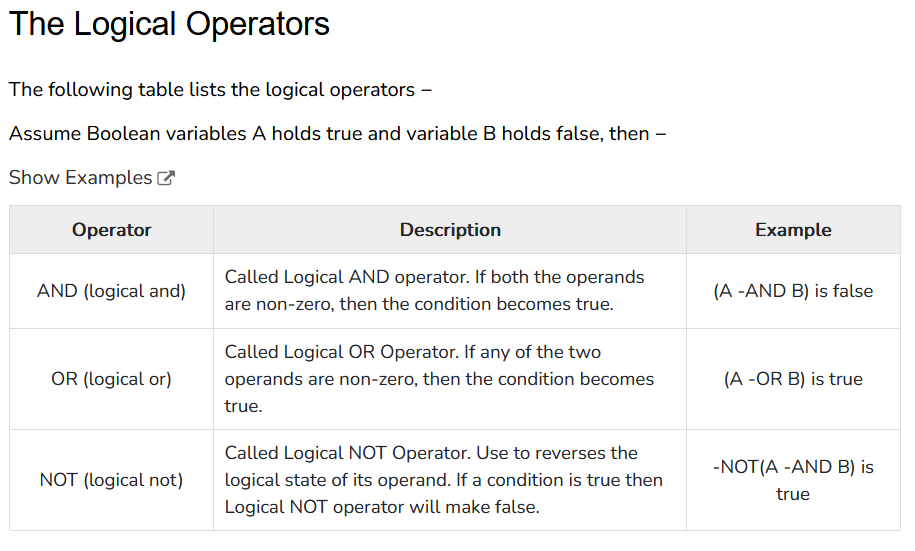 The Logical Operators
The following table lists the logical operators −
Assume Boolean variables A holds true and variable B holds false, then −
Show Examples
Operator Description Example
AND (logical and)
Called Logical AND operator. If both the operands
are non-zero, then the condition becomes true.
(A -AND B) is false
OR (logical or)
Called Logical OR Operator. If any of the two
operands are non-zero, then the condition becomes
true.
(A -OR B) is true
NOT (logical not)
Called Logical NOT Operator. Use to reverses the
logical state of its operand. If a condition is true then
Logical NOT operator will make false.
-NOT(A -AND B) is
true